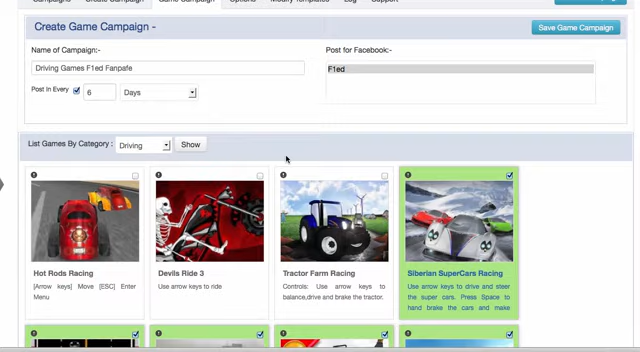 Campaigns Create Campaign Game Campaign Options Modify Templates Log Support
Create Game Campaign -
Save Game Campaign
Name of Campaign:-
Post for Facebook:-
Driving Games F1ed Fanpafe
F1ed
Post In Every 6 Days
List Games By Category : Driving Show
Hot Rods Racing
[Arrow keys] Move [ESC] Enter
Menu
Devils Ride 3
Use arrow keys to ride
Tractor Farm Racing
Controls: Use arrow keys to
balance,drive and brake the tractor.
Siberian SuperCars Racing
Use arrow keys to drive and steer
the super cars. Press Space to
hand brake the cars and make